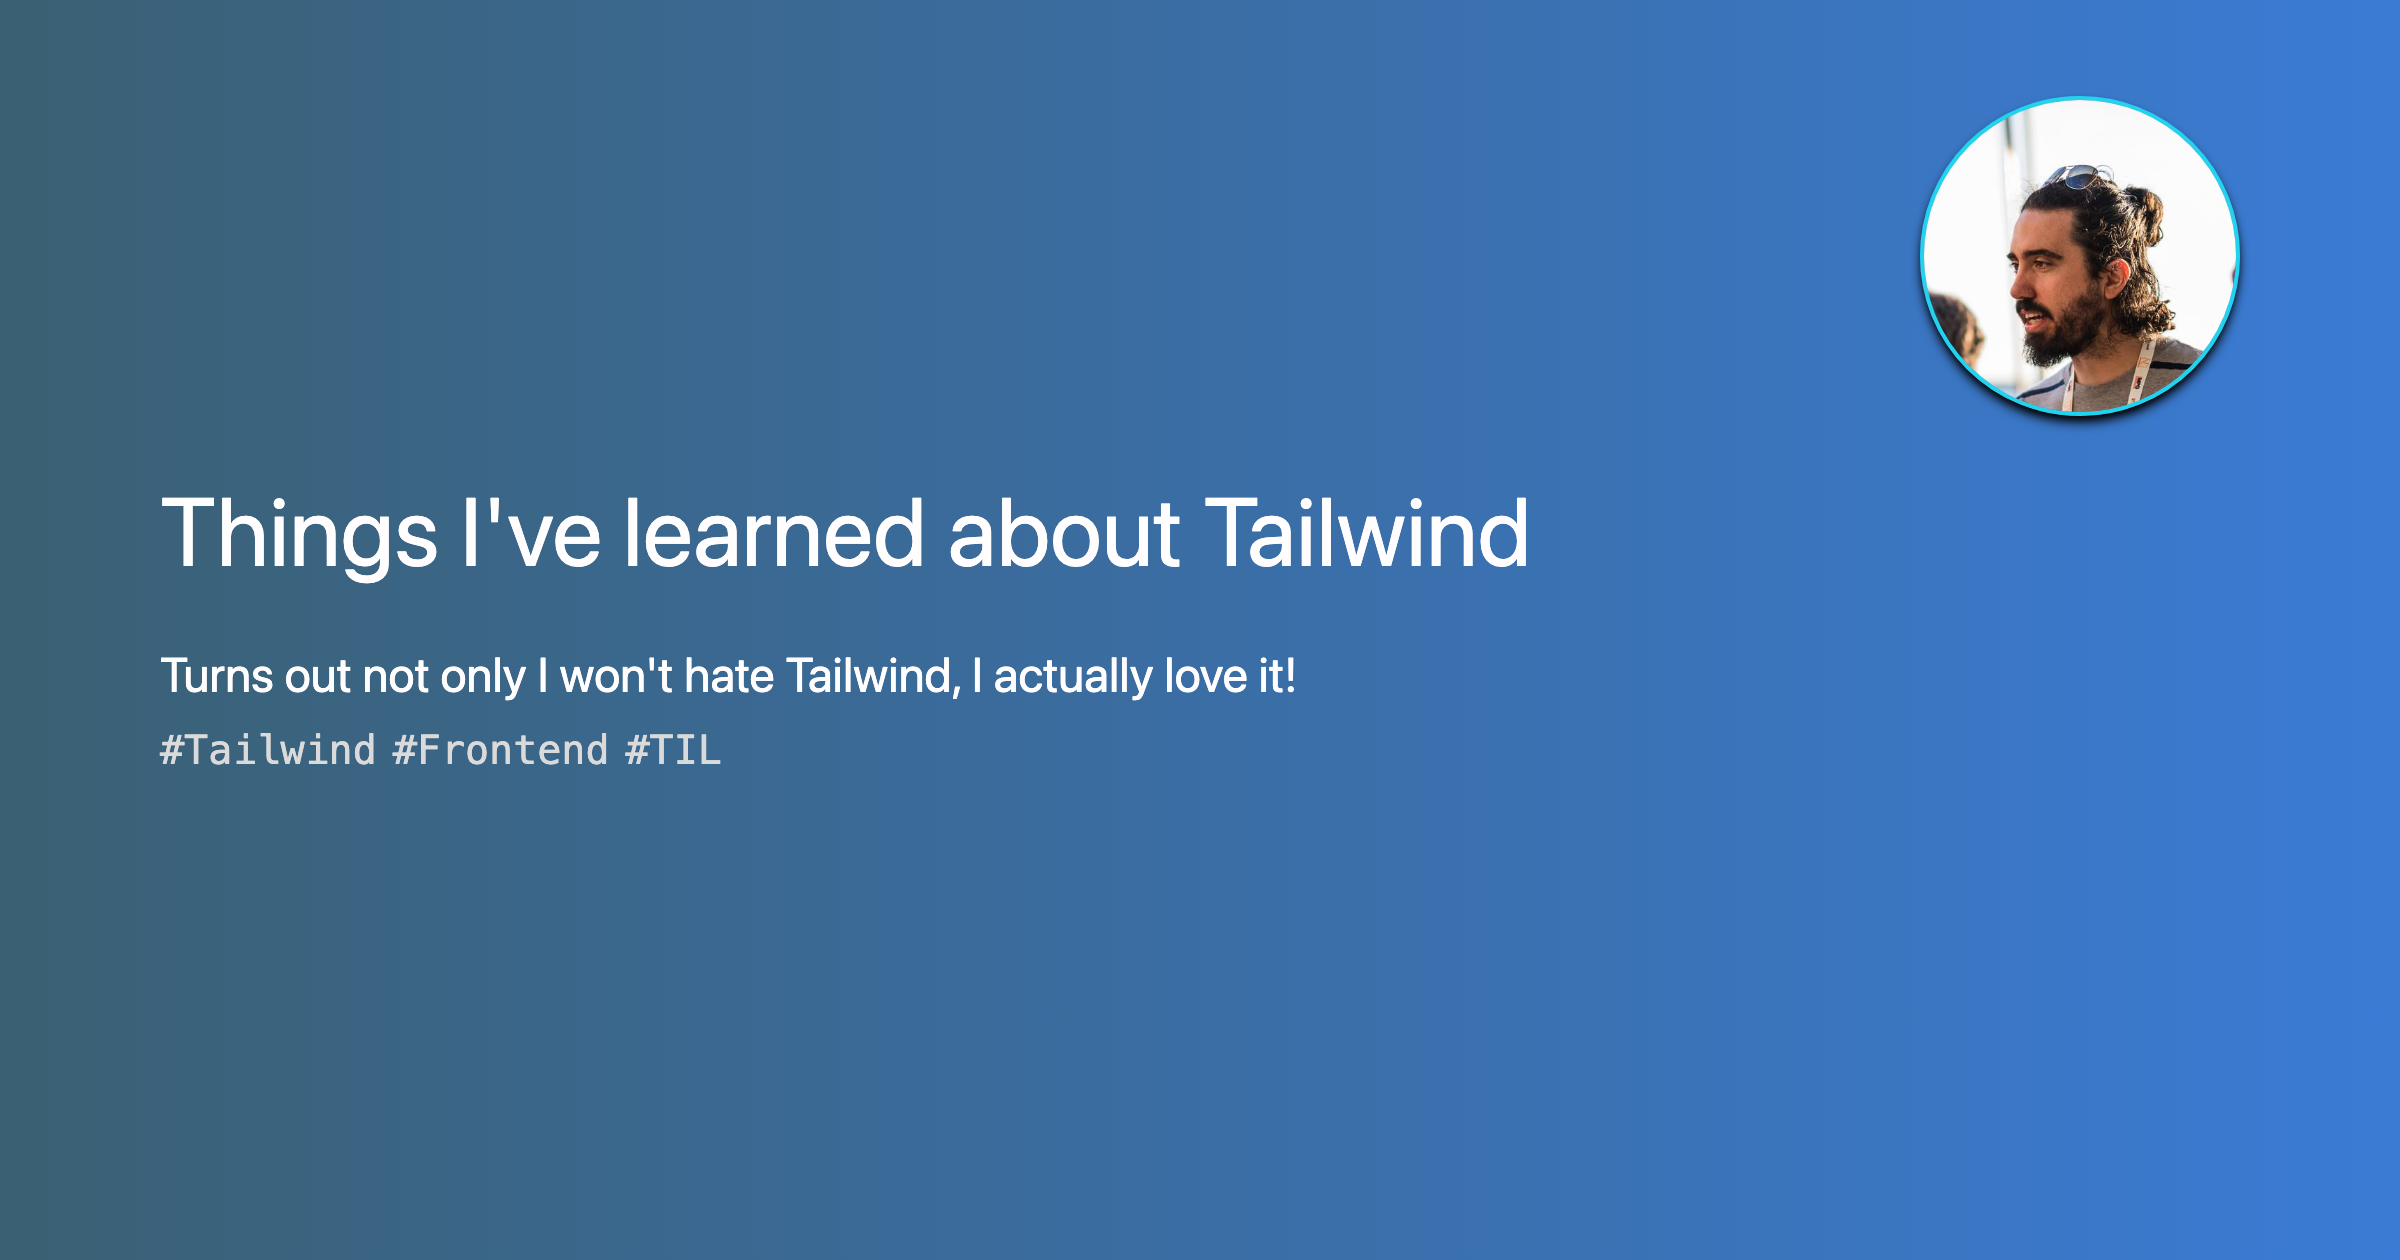 Things I've learned about Tailwind
Turns out not only I won't hate Tailwind, I actually love it!
#Tailwind #Frontend #TIL